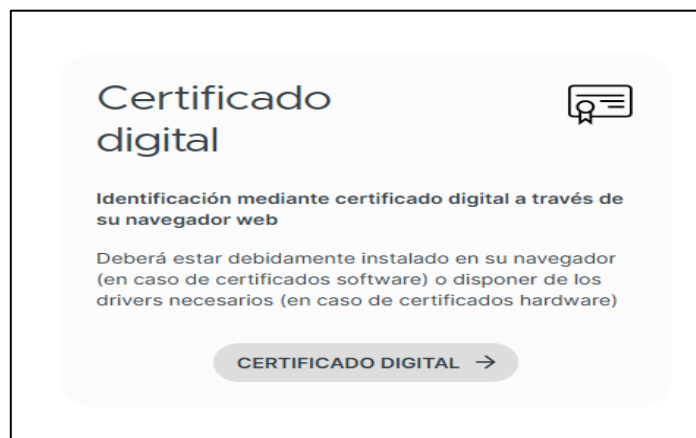 Certificado
digital
Identificación mediante certificado digital a través de
su navegador web
Deberá estar debidamente instalado en su navegador
(en caso de certificados software) o disponer de los
drivers necesarios (en caso de certificados hardware)
CERTIFICADO DIGITAL →